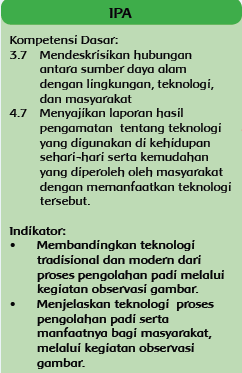 IPA
Kompetensi Dasar:
3.7 Mendeskrisikan hubungan
antara sumber daya alam
dengan lingkungan, teknologi,
dan masyarakat
4.7 Menyajikan laporan hasil
pengamatan tentang teknologi
yang digunakan di kehidupan
sehari-hari serta kemudahan
yang diperoleh oleh masyarakat
dengan memanfaatkan teknologi
tersebut.
Indikator:
• Membandingkan teknologi
tradisional dan modern dari
proses pengolahan padi melalui
kegiatan observasi gambar.
• Menjelaskan teknologi proses
pengolahan padi serta
manfaatnya bagi masyarakat,
melalui kegiatan observasi
gambar.